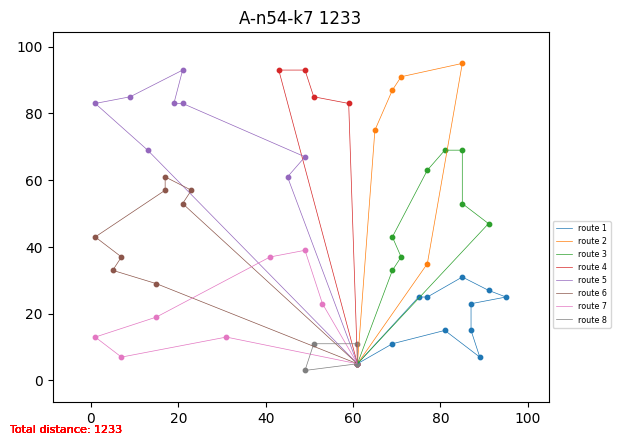 A-n54-k7 1233
100
80
60
40
20
0
0 20 40 60 80 100
route 1
route 2
route 3
route 4
route 5
route 6
route 7
route 8
Total distance: 1233